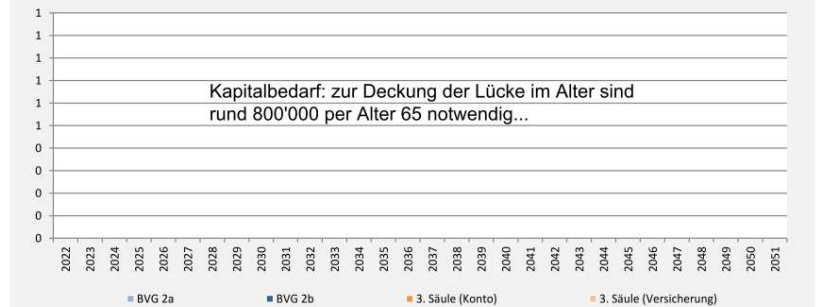 1
1
1
1
1
1
0
0
0
0
0
Kapitalbedarf: zur Deckung der Lücke im Alter sind
rund 800'000 per Alter 65 notwendig...
2022 2023 2024 2025 2026 2027 2028 2029 2030 2031 2032 2033 2034 2035 2036 2037 2038 2039 2040 2041 2042 2043 2044 2045 2046 2047 2048 2049 2050 2051
BVG 2a BVG 2b 3. Säule (Konto) 3. Säule (Versicherung)